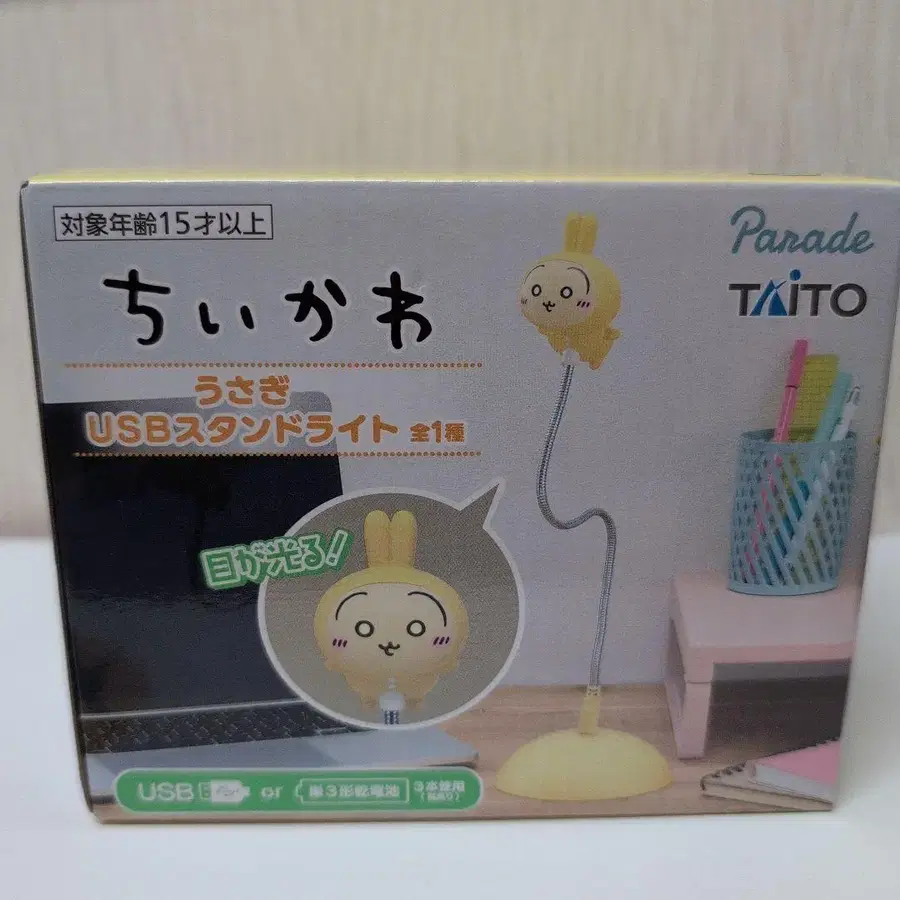 対象年齢15才以上
Parade
TAITO
ちいかわ
うさぎ
USBスタンドライト 全1種
目が光る!
USB or 単3形乾電池 3本使用